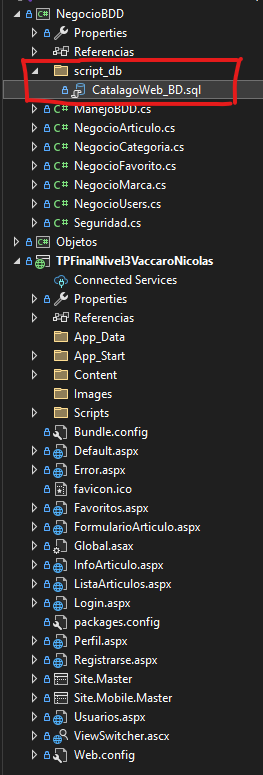 NegocioBDD
Properties
Referencias
script_db
CatalagoWeb_BD.sql
ManejoBDD.cs
NegocioArticulo.cs
NegocioCategoria.cs
NegocioFavorito.cs
NegocioMarca.cs
NegocioUsers.cs
Seguridad.cs
Objetos
TPFinalNivel3VaccaroNicolas
Connected Services
Properties
Referencias
App_Data
App_Start
Content
Images
Scripts
Bundle.config
Default.aspx
Error.aspx
favicon.ico
Favoritos.aspx
FormularioArticulo.aspx
Global.asax
InfoArticulo.aspx
ListaArticulos.aspx
Login.aspx
packages.config
Perfil.aspx
Registrarse.aspx
Site.Master
Site.Mobile.Master
Usuarios.aspx
ViewSwitcher.ascx
Web.config